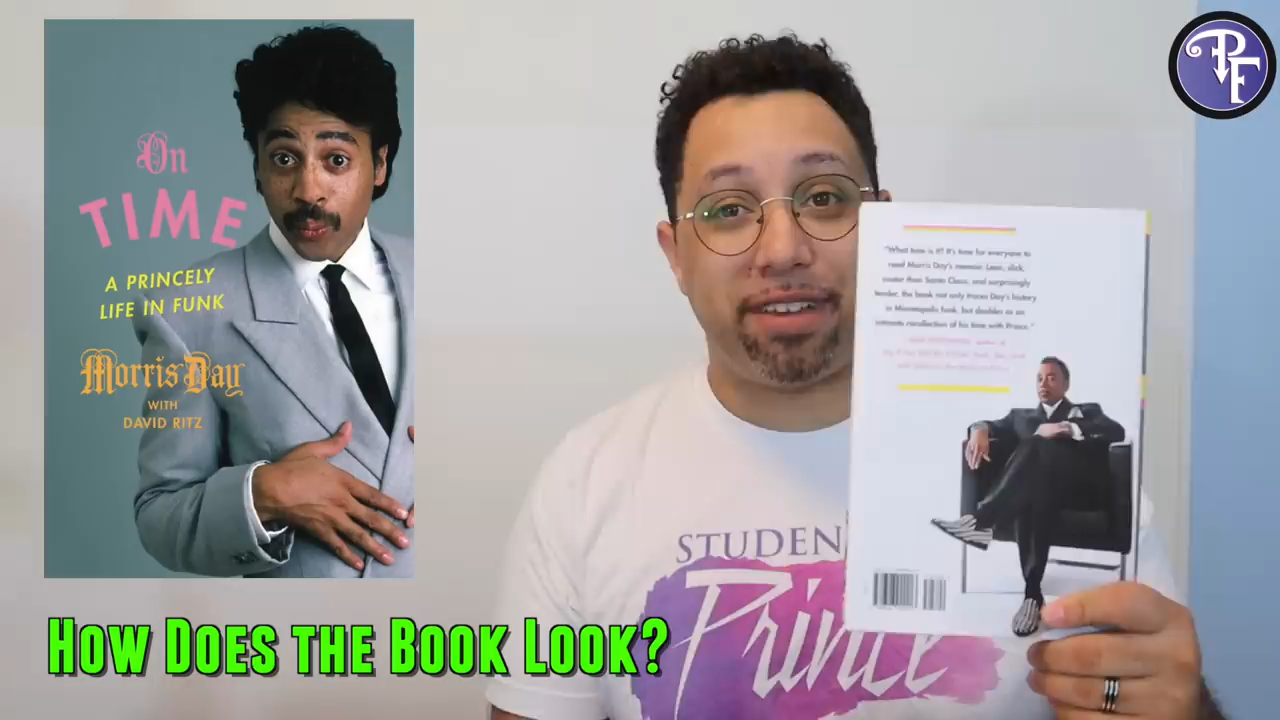 On
TIME
A PRINCELY
LIFE IN FUNK
Morris Day
WITH
DAVID RITZ
PF
"What time is it? It's time for everyone to
read Morris Day's memoir. Lean, slick,
cooler than Santa Claus, and surprisingly
tender, the book not only traces Day's history
in Minneapolis funk, but doubles as an
intimate recollection of his time with Prince."
STUDEN
Prince
How Does the Book Look?